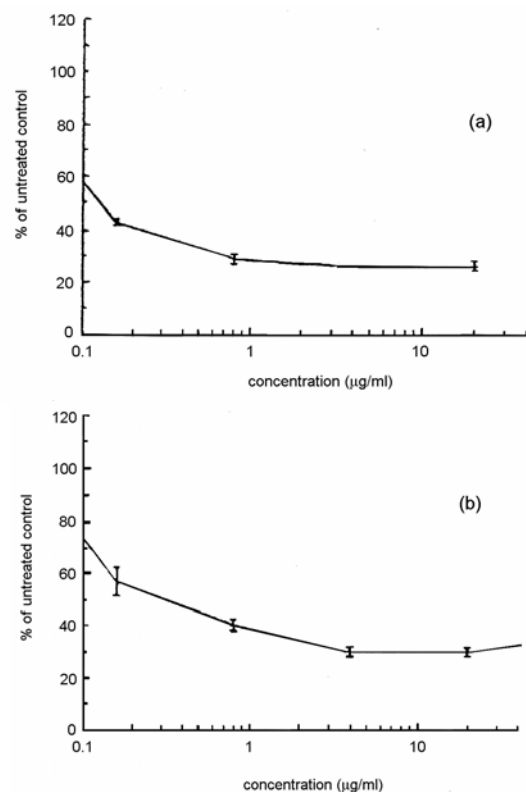 120
100
80
60
40
20
0
% of untreated control
(a)
0.1 1 10
concentration (μg/ml)
120
100
80
60
40
20
0
% of untreated control
(b)
0.1 1 10
concentration (μg/ml)